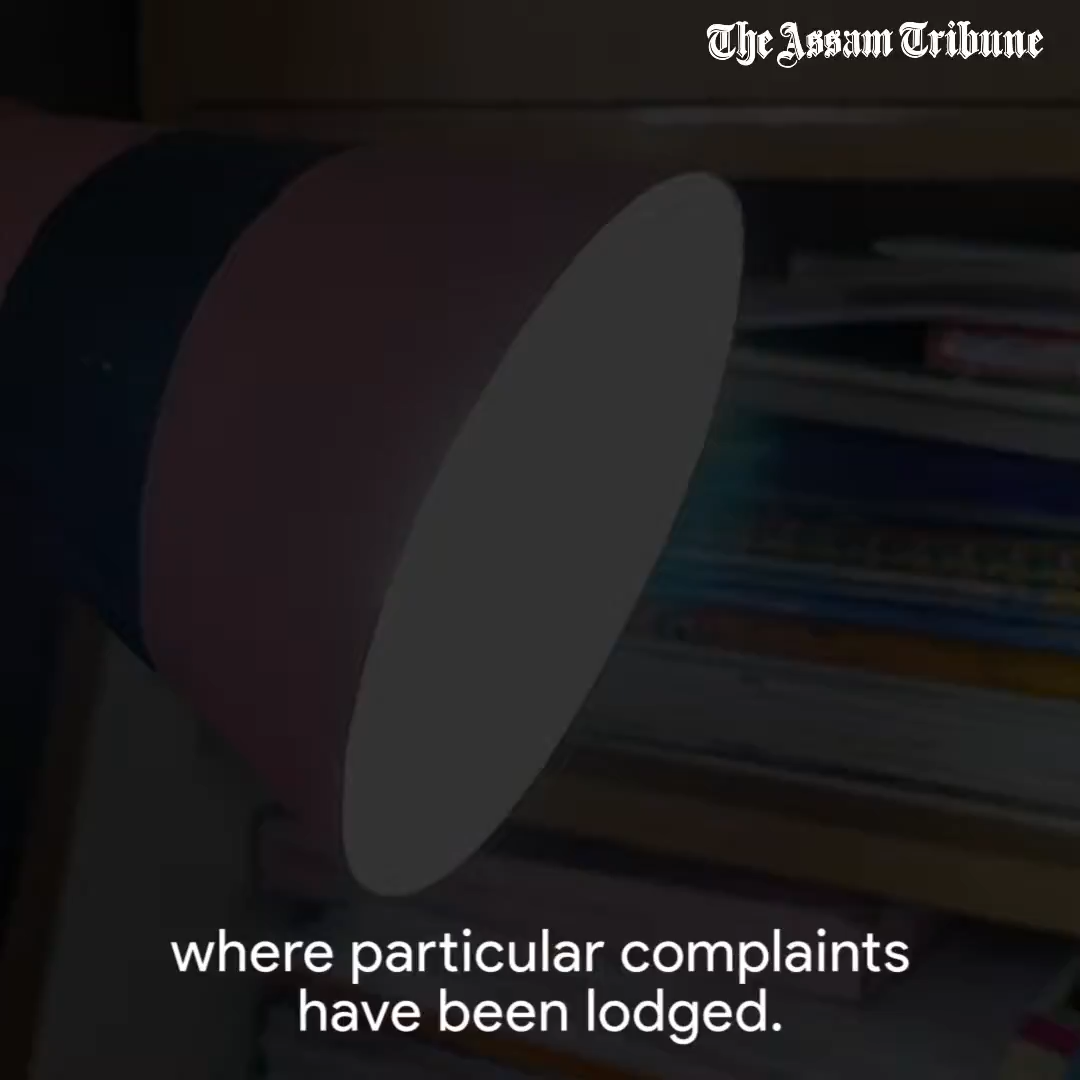 The Assam Tribune
where particular complaints
have been lodged.